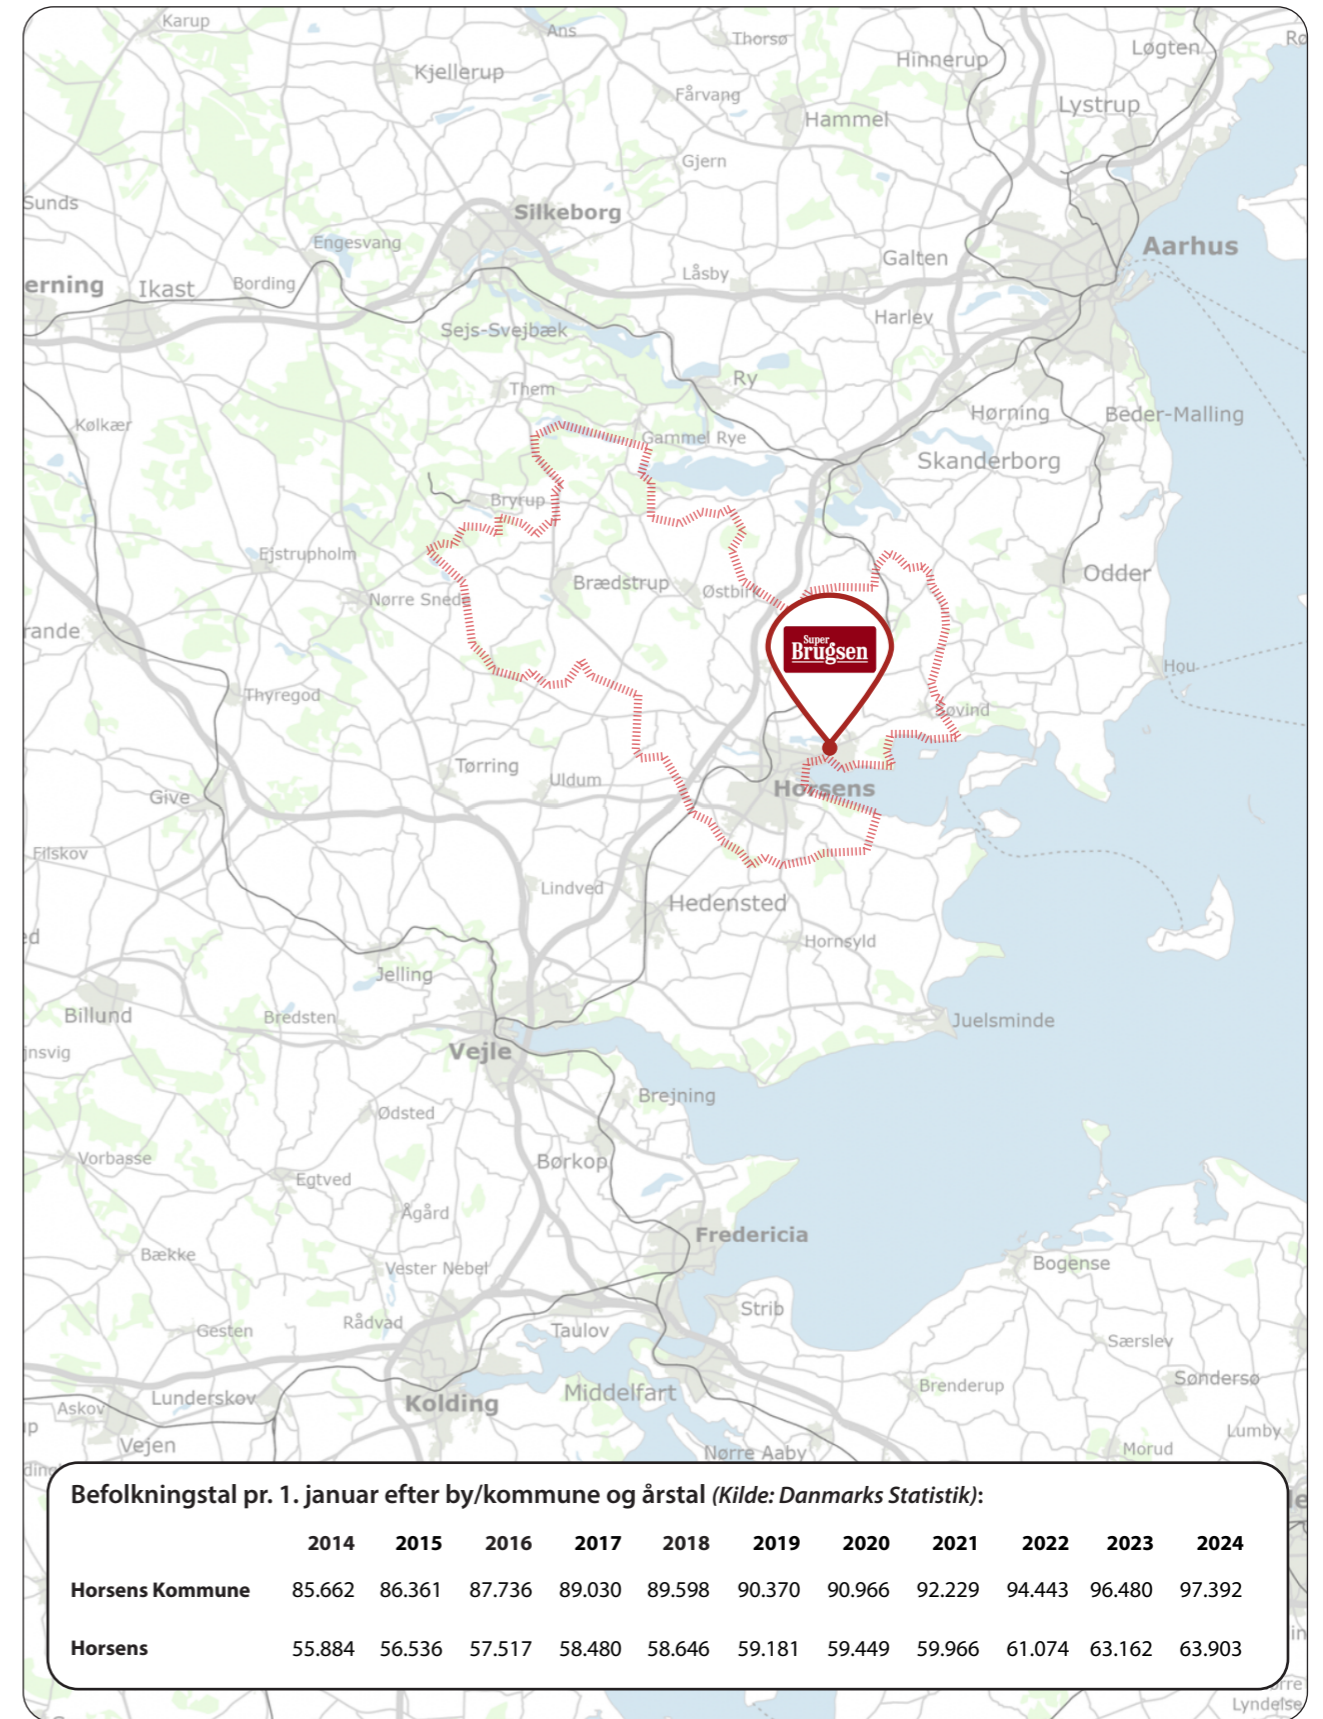 Karup
Ans
Thorsø
Hinnerup
Løgten
Kjellerup
Fårvang
Lystrup
Hammel
Gjern
Sunds
Silkeborg
Engesvang
Aarhus
Galten
Låsby
erning
Ikast
Bording
Harlev
Sejs-Svejbæk
Ry
Them
Hørning
Beder-Malling
Kølkær
Gammel Rye
Skanderborg
Bryrup
Ejstrupholm
Odder
Brædstrup
Nørre Snede
rande
Super
Brugsen
Hou
Thyregod
Tørring
Uldum
Horsens
Give
Filskov
Lindved
Hedensted
Hornsyld
Jelling
Billund
Bredsten
Juelsminde
jnsvig
Vejle
Brejning
Ødsted
Vorbasse
Børkop
Egtved
Ågård
Fredericia
Bække
Vester Nebel
Bogense
Strib
Rådvad
Gesten
Taulov
Særslev
Søndersø
Brenderup
Middelfart
Lunderskov
Kolding
Askov
Vejen
Nørre Aaby
Morud
Lumby
Befolkningstal pr. 1. januar efter by/kommune og årstal (Kilde: Danmarks Statistik):
2014 2015 2016 2017 2018 2019 2020 2021 2022 2023 2024
Horsens Kommune 85.662 86.361 87.736 89.030 89.598 90.370 90.966 92.229 94.443 96.480 97.392
Horsens 55.884 56.536 57.517 58.480 58.646 59.181 59.449 59.966 61.074 63.162 63.903
Lyndelse